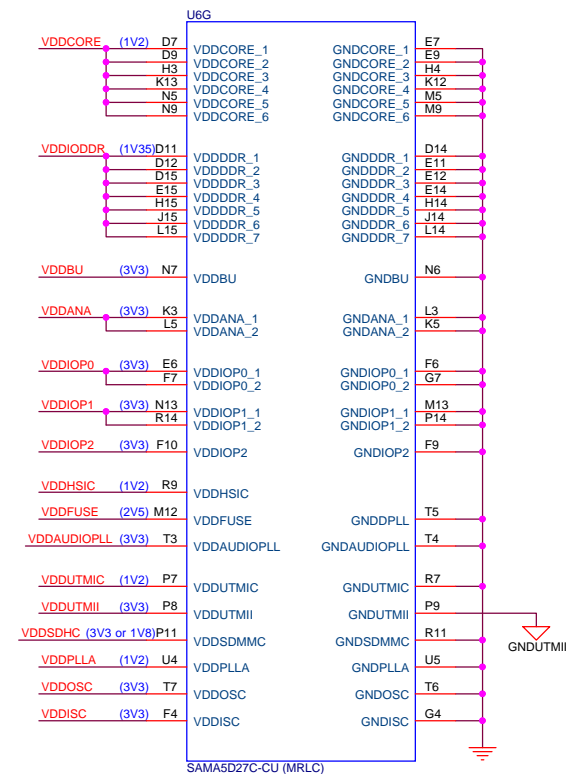 U6G
VDDCORE (1V2) D7 VDDCORE_1 GNDCORE_1 E7
D9 VDDCORE_2 GNDCORE_2 E9
H3 VDDCORE_3 GNDCORE_3 H4
K13 VDDCORE_4 GNDCORE_4 K12
N5 VDDCORE_5 GNDCORE_5 M5
N9 VDDCORE_6 GNDCORE_6 M9
VDDIODDR (1V35) D11 VDDDDR_1 GNDDDR_1 D14
D12 VDDDDR_2 GNDDDR_2 E11
D15 VDDDDR_3 GNDDDR_3 E12
E15 VDDDDR_4 GNDDDR_4 E14
H15 VDDDDR_5 GNDDDR_5 H14
J15 VDDDDR_6 GNDDDR_6 J14
L15 VDDDDR_7 GNDDDR_7 L14
VDDBU (3V3) N7 VDDBU GNDBU N6
VDDANA (3V3) K3 VDDANA_1 GNDANA_1 L3
L5 VDDANA_2 GNDANA_2 K5
VDDIOP0 (3V3) E6 VDDIOP0_1 GNDIOP0_1 F6
F7 VDDIOP0_2 GNDIOP0_2 G7
VDDIOP1 (3V3) N13 VDDIOP1_1 GNDIOP1_1 M13
R14 VDDIOP1_2 GNDIOP1_2 P14
VDDIOP2 (3V3) F10 VDDIOP2 GNDIOP2 F9
VDDHSIC (1V2) R9 VDDHSIC
VDDFUSE (2V5) M12 VDDFUSE GNDDPLL T5
VDDAUDIOPLL (3V3) T3 VDDAUDIOPLL GNDAUDIOPLL T4
VDDUTMIC (1V2) P7 VDDUTMIC GNDUTMIC R7
VDDUTMII (3V3) P8 VDDUTMII GNDUTMII P9
VDDSDHC (3V3 or 1V8) P11 VDDSDMMC GNDSDMMC R11
GNDUTMII
VDDPLLA (1V2) U4 VDDPLLA GNDPLLA U5
VDDOSC (3V3) T7 VDDOSC GNDOSC T6
VDDISC (3V3) F4 VDDISC GNDISC G4
SAMA5D27C-CU (MRLC)